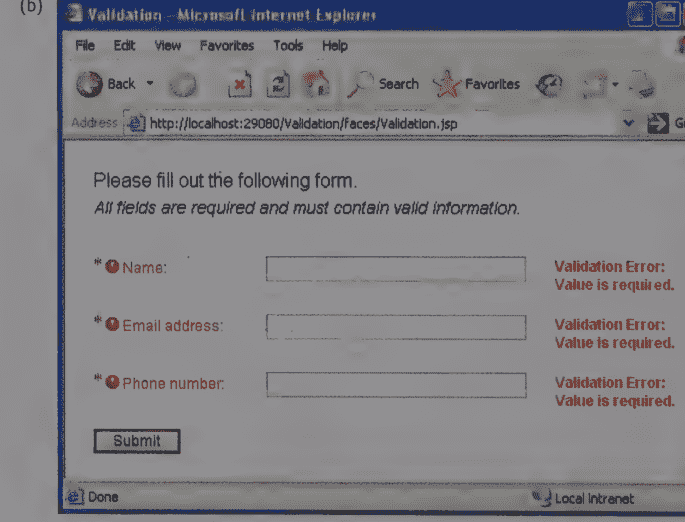 (b)
Validation - Microsoft Internet Explorer
File Edit View Favorites Tools Help
Back Search Favorites
Address http://localhost:29080/Validation/faces/Validation.jsp
Please fill out the following form.
All fields are required and must contain valid information.
* Name: Validation Error:
Value is required.
* Email address: Validation Error:
Value is required.
* Phone number: Validation Error:
Value is required.
Submit
Done Local intranet